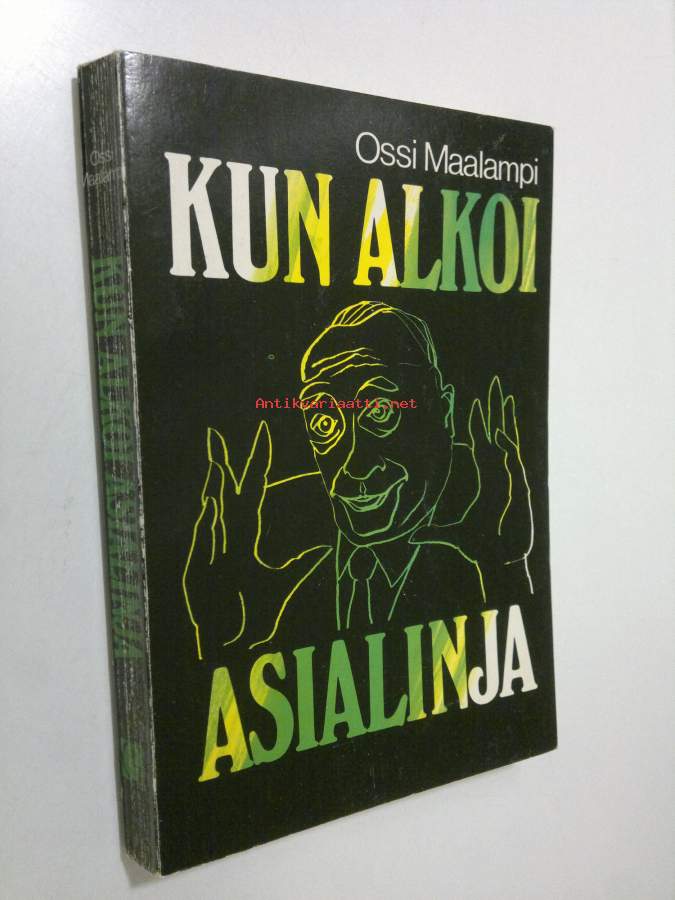 Ossi Maalampi
KUN ALKOI
Antikvariaatti.net
ASIALINJA
Ossi
Maalampi
KUN ALKOI ASIALINJA